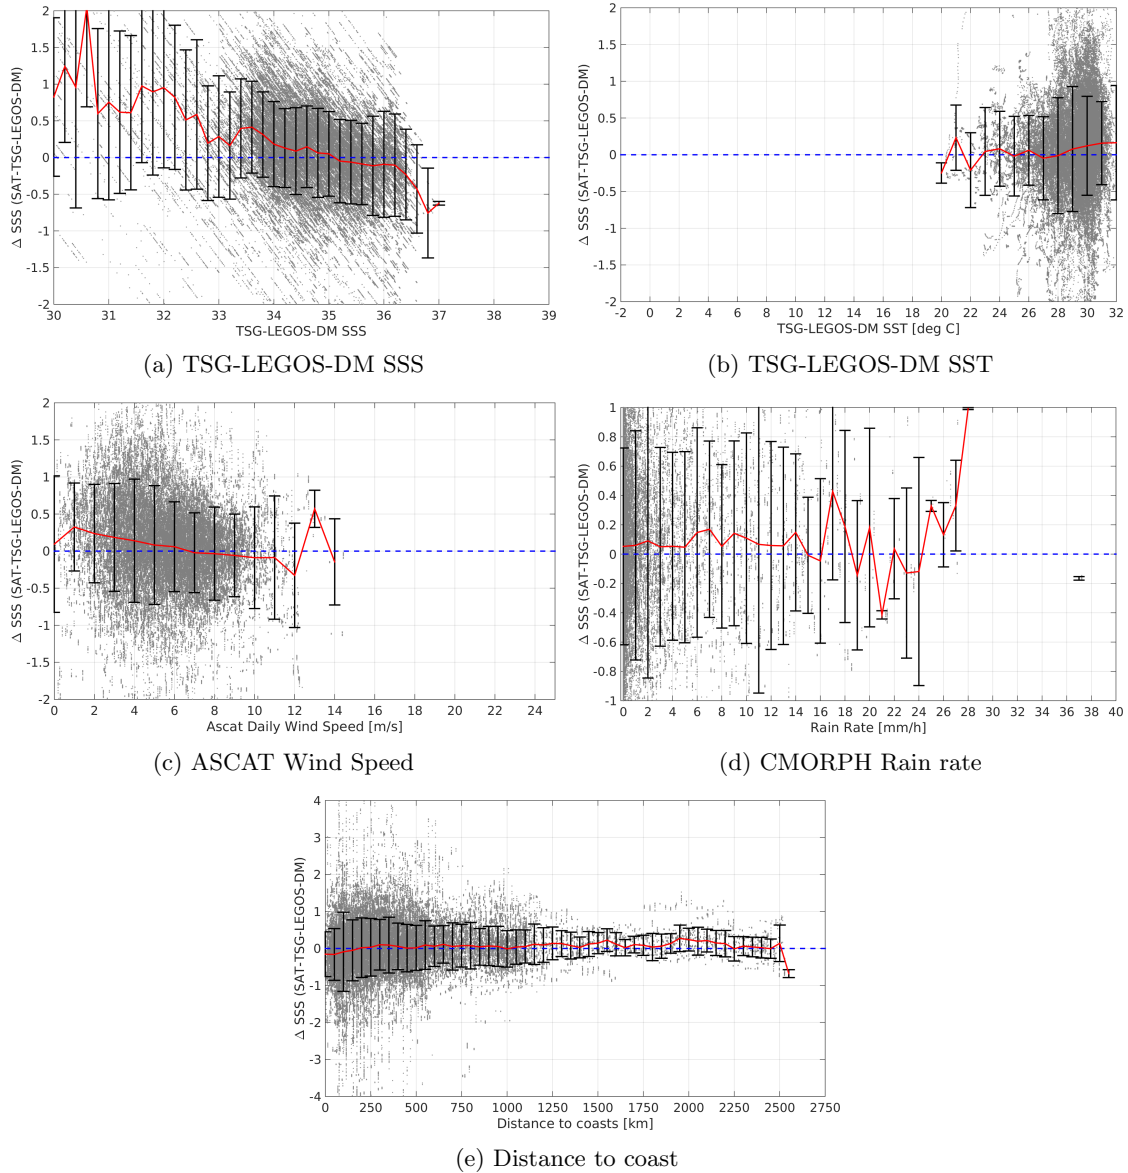 2
1.5
1
0.5
0
-0.5
-1
-1.5
-2
Δ SSS (SAT-TSG-LEGOS-DM)
30 31 32 33 34 35 36 37 38 39
TSG-LEGOS-DM SSS
(a) TSG-LEGOS-DM SSS
2
1.5
1
0.5
0
-0.5
-1
-1.5
-2
Δ SSS (SAT-TSG-LEGOS-DM)
-2 0 2 4 6 8 10 12 14 16 18 20 22 24 26 28 30 32
TSG-LEGOS-DM SST [deg C]
(b) TSG-LEGOS-DM SST
2
1.5
1
0.5
0
-0.5
-1
-1.5
-2
Δ SSS (SAT-TSG-LEGOS-DM)
0 2 4 6 8 10 12 14 16 18 20 22 24
Ascat Daily Wind Speed [m/s]
(c) ASCAT Wind Speed
1
0.8
0.6
0.4
0.2
0
-0.2
-0.4
-0.6
-0.8
-1
Δ SSS (SAT-TSG-LEGOS-DM)
0 2 4 6 8 10 12 14 16 18 20 22 24 26 28 30 32 34 36 38 40
Rain Rate [mm/h]
(d) CMORPH Rain rate
4
3
2
1
0
-1
-2
-3
-4
Δ SSS (SAT-TSG-LEGOS-DM)
0 250 500 750 1000 1250 1500 1750 2000 2250 2500 2750
Distance to coasts [km]
(e) Distance to coast